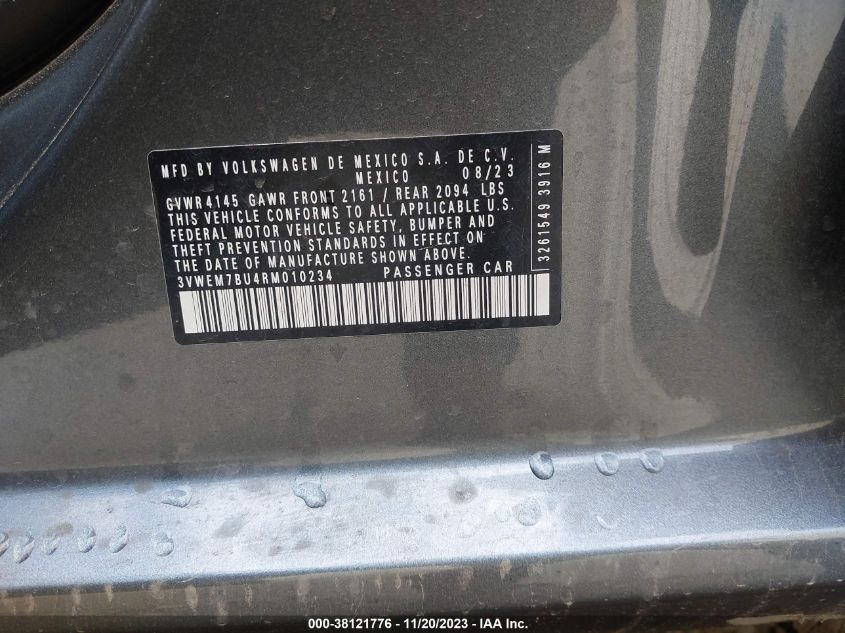 MFD BY VOLKSWAGEN DE MEXICO S.A. DE C.V.
MEXICO 08/23
GVWR 4145 GAWR FRONT 2161 / REAR 2094 LBS
THIS VEHICLE CONFORMS TO ALL APPLICABLE U.S.
FEDERAL MOTOR VEHICLE SAFETY, BUMPER AND
THEFT PREVENTION STANDARDS IN EFFECT ON
THE DATE OF MANUFACTURE SHOWN ABOVE.
3VWEM7BU4RM010234 PASSENGER CAR
3261549 3916 M
000-38121776 - 11/20/2023 - IAA Inc.